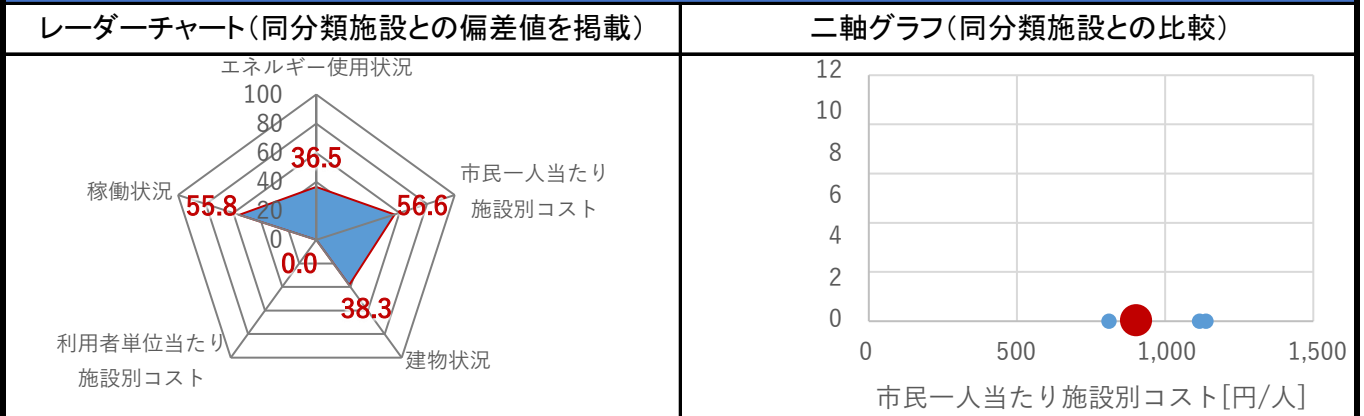 レーダーチャート(同分類施設との偏差値を掲載)
二軸グラフ(同分類施設との比較)
エネルギー使用状況
100
80
60
40
20
0
36.5
市民一人当たり
施設別コスト
56.6
稼働状況
55.8
0.0
38.3
利用者単位当たり
施設別コスト
建物状況
12
10
8
6
4
2
0
0 500 1,000 1,500
市民一人当たり施設別コスト[円/人]